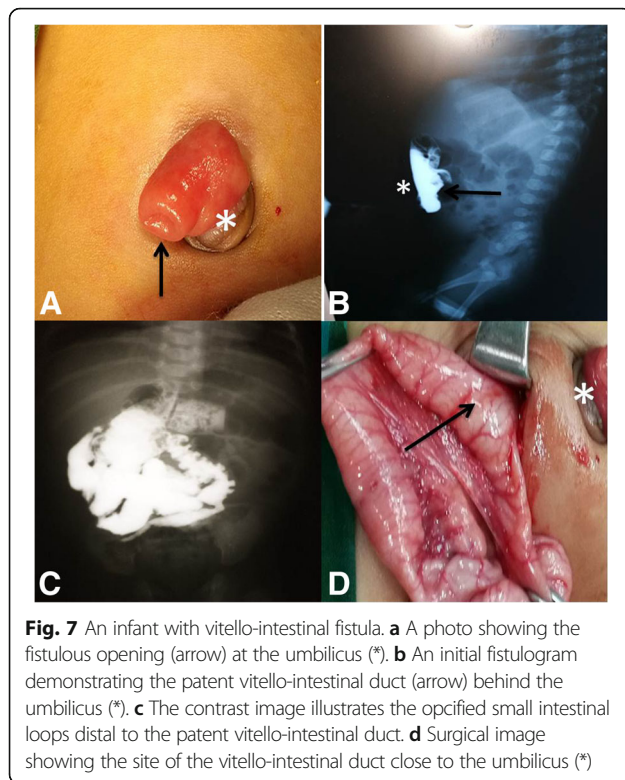 A
*
B
*
C
D
*
Fig. 7 An infant with vitello-intestinal fistula. a A photo showing the
fistulous opening (arrow) at the umbilicus (*). b An initial fistulogram
demonstrating the patent vitello-intestinal duct (arrow) behind the
umbilicus (*). c The contrast image illustrates the opcified small intestinal
loops distal to the patent vitello-intestinal duct. d Surgical image
showing the site of the vitello-intestinal duct close to the umbilicus (*)